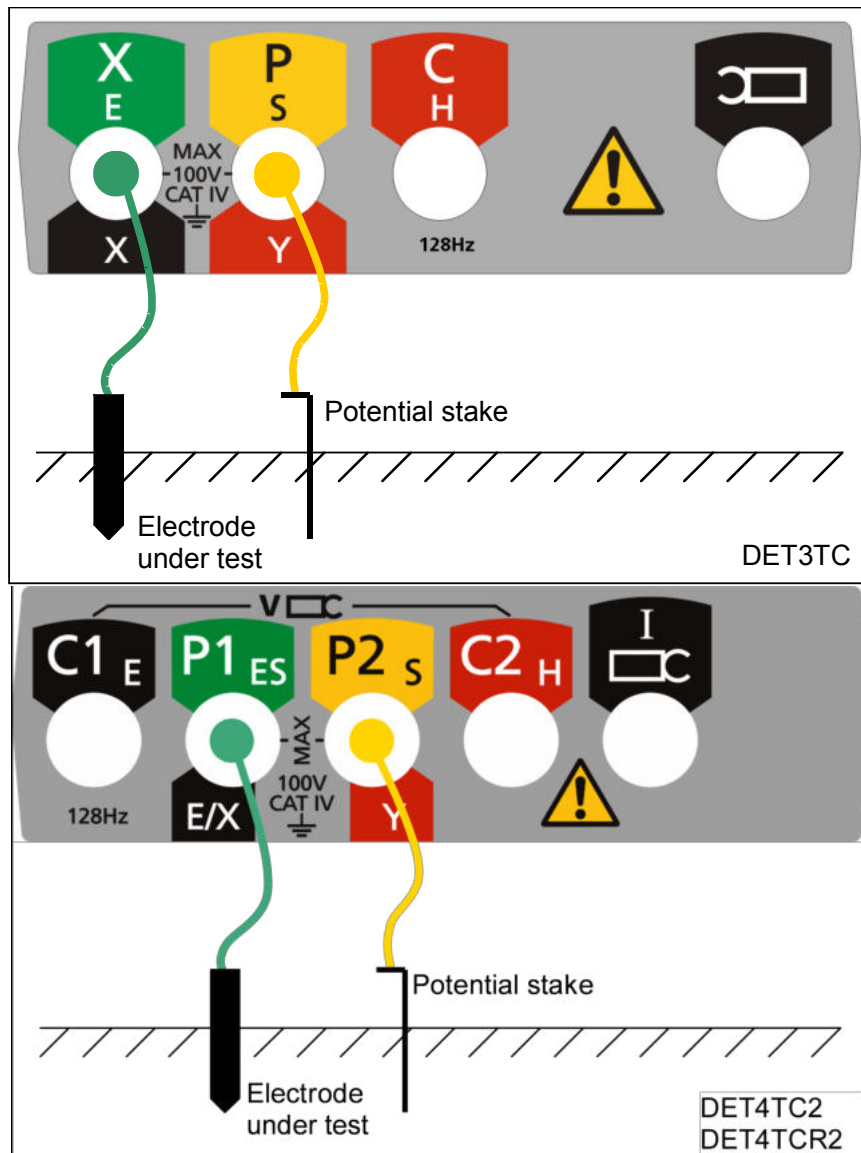 X
P
C
E
S
H
MAX
100V
CAT IV
X
Y
128Hz
Potential stake
Electrode
under test
DET3TC
V
C1 E
P1 ES
P2 S
C2 H
I
MAX
100V
CAT IV
128Hz
E/X
Y
Potential stake
Electrode
under test
DET4TC2
DET4TCR2